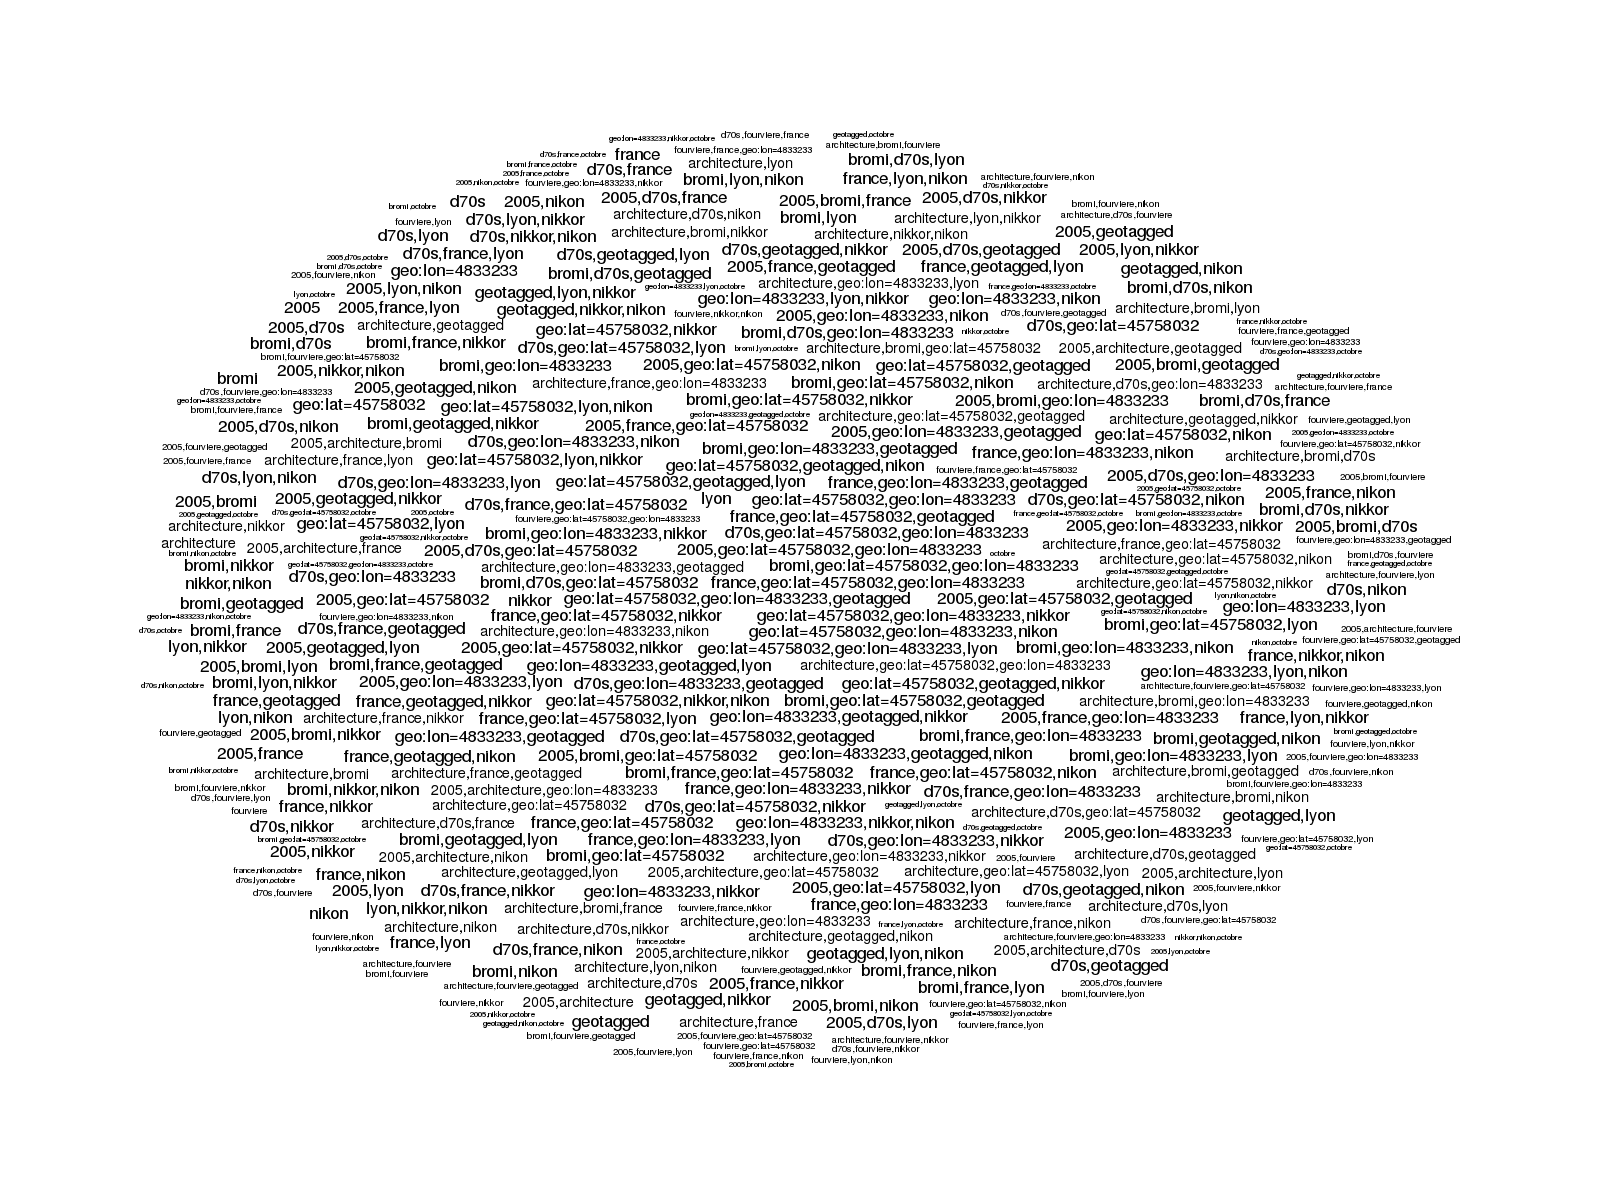 geo:lon=4833233,nikkor,octobre d70s,fourviere,france geotagged,octobre
d70s,france,octobre france fourviere,france,geo:lon=4833233 architecture,bromi,fourviere
bromi,france,octobre d70s,france architecture,lyon bromi,d70s,lyon
2005,france,octobre
2005,nikon,octobre fourviere,geo:lon=4833233,nikkor bromi,lyon,nikon france,lyon,nikon architecture,fourviere,nikon
d70s,nikkor,octobre
bromi,octobre d70s 2005,nikon 2005,d70s,france 2005,bromi,france 2005,d70s,nikkor bromi,fourviere,nikon
fourviere,lyon d70s,lyon,nikkor architecture,d70s,nikon bromi,lyon architecture,lyon,nikkor architecture,d70s,fourviere
d70s,lyon d70s,nikkor,nikon architecture,bromi,nikkor architecture,nikkor,nikon 2005,geotagged
2005,d70s,octobre d70s,france,lyon d70s,geotagged,lyon d70s,geotagged,nikkor 2005,d70s,geotagged 2005,lyon,nikkor
bromi,d70s,octobre
2005,fourviere,nikon geo:lon=4833233 bromi,d70s,geotagged 2005,france,geotagged france,geotagged,lyon geotagged,nikon
lyon,octobre 2005,lyon,nikon geotagged,lyon,nikkor geo:lon=4833233,lyon,octobre architecture,geo:lon=4833233,lyon france,geo:lon=4833233,octobre bromi,d70s,nikon
2005 2005,france,lyon geotagged,nikkor,nikon geo:lon=4833233,lyon,nikkor geo:lon=4833233,nikon architecture,bromi,lyon
fourviere,nikkor,nikon 2005,geo:lon=4833233,nikon d70s,fourviere,geotagged
2005,d70s architecture,geotagged geo:lat=45758032,nikkor bromi,d70s,geo:lon=4833233 nikkor,octobre d70s,geo:lat=45758032 france,nikkor,octobre
fourviere,france,geotagged
bromi,d70s bromi,france,nikkor d70s,geo:lat=45758032,lyon bromi,lyon,octobre architecture,bromi,geo:lat=45758032 2005,architecture,geotagged fourviere,geo:lon=4833233
d70s,geo:lon=4833233,octobre
bromi,fourviere,geo:lat=45758032
bromi 2005,nikkor,nikon bromi,geo:lon=4833233 2005,geo:lat=45758032,nikon geo:lat=45758032,geotagged 2005,bromi,geotagged geotagged,nikkor,octobre
d70s,fourviere,geo:lon=4833233 2005,geotagged,nikon architecture,france,geo:lon=4833233 bromi,geo:lat=45758032,nikon architecture,d70s,geo:lon=4833233 architecture,fourviere,france
geo:lon=4833233,octobre
bromi,fourviere,france geo:lat=45758032 geo:lat=45758032,lyon,nikon bromi,geo:lat=45758032,nikkor 2005,bromi,geo:lon=4833233 bromi,d70s,france
2005,d70s,nikon bromi,geotagged,nikkor 2005,france,geo:lat=45758032 geo:lon=4833233,geotagged,octobre architecture,geo:lat=45758032,geotagged architecture,geotagged,nikkor fourviere,geotagged,lyon
2005,fourviere,geotagged 2005,architecture,bromi d70s,geo:lon=4833233,nikon 2005,geo:lon=4833233,geotagged geo:lat=45758032,nikon 2005,geo:lon=4833233,octobre
fourviere,geo:lat=45758032,nikkor
2005,fourviere,france architecture,france,lyon geo:lat=45758032,lyon,nikkor bromi,geo:lon=4833233,geotagged france,geo:lon=4833233,nikon architecture,bromi,d70s
geo:lat=45758032,geotagged,nikon fourviere,france,geo:lat=45758032
d70s,lyon,nikon d70s,geo:lon=4833233,lyon geo:lat=45758032,geotagged,lyon france,geo:lon=4833233,geotagged 2005,d70s,geo:lon=4833233 2005,bromi,fourviere
2005,geo:lat=45758032,octobre
2005,bromi 2005,geotagged,nikkor d70s,france,geo:lat=45758032 lyon geo:lat=45758032,geo:lon=4833233 d70s,geo:lat=45758032,nikon 2005,france,nikon
2005,geotagged,octobre d70s,geo:lat=45758032,octobre 2005,octobre fourviere,geo:lat=45758032,geo:lon=4833233 france,geo:lat=45758032,geotagged france,geo:lat=45758032,octobre bromi,geo:lon=4833233,octobre bromi,d70s,nikkor
architecture,nikkor geo:lat=45758032,lyon 2005,geo:lon=4833233,nikkor 2005,bromi,d70s
geo:lat=45758032,nikkor,octobre bromi,geo:lon=4833233,nikkor d70s,geo:lat=45758032,geo:lon=4833233 fourviere,geo:lon=4833233,geotagged
architecture 2005,architecture,france 2005,d70s,geo:lat=45758032 2005,geo:lat=45758032,geo:lon=4833233 octobre architecture,france,geo:lat=45758032
bromi,nikon,octobre bromi,d70s,fourviere
bromi,nikkor geo:lat=45758032,geo:lon=4833233,octobre architecture,geo:lon=4833233,geotagged bromi,geo:lat=45758032,geo:lon=4833233 architecture,geo:lat=45758032,nikon france,geotagged,octobre
geo:lat=45758032,geotagged,octobre
nikkor,nikon d70s,geo:lon=4833233 bromi,d70s,geo:lat=45758032 france,geo:lat=45758032,geo:lon=4833233 architecture,geo:lat=45758032,nikkor architecture,fourviere,lyon
d70s,nikon
bromi,geotagged 2005,geo:lat=45758032 nikkor geo:lat=45758032,geo:lon=4833233,geotagged 2005,geo:lat=45758032,geotagged lyon,nikon,octobre geo:lon=4833233,lyon
geo:lon=4833233,nikon,octobre fourviere,geo:lon=4833233,nikon france,geo:lat=45758032,nikkor geo:lat=45758032,geo:lon=4833233,nikkor geo:lat=45758032,nikon,octobre
d70s,octobre bromi,france d70s,france,geotagged architecture,geo:lon=4833233,nikon geo:lat=45758032,geo:lon=4833233,nikon bromi,geo:lat=45758032,lyon 2005,architecture,fourviere
lyon,nikkor 2005,geotagged,lyon 2005,geo:lat=45758032,nikkor geo:lat=45758032,geo:lon=4833233,lyon bromi,geo:lon=4833233,nikon nikon,octobre fourviere,geo:lat=45758032,geotagged
france,nikkor,nikon
2005,bromi,lyon bromi,france,geotagged geo:lon=4833233,geotagged,lyon architecture,geo:lat=45758032,geo:lon=4833233 geo:lon=4833233,lyon,nikon
d70s,nikon,octobre bromi,lyon,nikkor 2005,geo:lon=4833233,lyon d70s,geo:lon=4833233,geotagged geo:lat=45758032,geotagged,nikkor architecture,fourviere,geo:lat=45758032 fourviere,geo:lon=4833233,lyon
france,geotagged france,geotagged,nikkor geo:lat=45758032,nikkor,nikon bromi,geo:lat=45758032,geotagged architecture,bromi,geo:lon=4833233 fourviere,geotagged,nikon
lyon,nikon architecture,france,nikkor france,geo:lat=45758032,lyon geo:lon=4833233,geotagged,nikkor 2005,france,geo:lon=4833233 france,lyon,nikkor
fourviere,geotagged 2005,bromi,nikkor geo:lon=4833233,geotagged d70s,geo:lat=45758032,geotagged bromi,france,geo:lon=4833233 bromi,geotagged,nikon bromi,geotagged,octobre
fourviere,lyon,nikkor
2005,france france,geotagged,nikon 2005,bromi,geo:lat=45758032 geo:lon=4833233,geotagged,nikon bromi,geo:lon=4833233,lyon 2005,fourviere,geo:lon=4833233
bromi,nikkor,octobre architecture,bromi architecture,france,geotagged bromi,france,geo:lat=45758032 france,geo:lat=45758032,nikon architecture,bromi,geotagged d70s,fourviere,nikon
bromi,fourviere,nikkor bromi,nikkor,nikon 2005,architecture,geo:lon=4833233 france,geo:lon=4833233,nikkor d70s,france,geo:lon=4833233 bromi,fourviere,geo:lon=4833233
d70s,fourviere,lyon architecture,bromi,nikon
fourviere france,nikkor architecture,geo:lat=45758032 d70s,geo:lat=45758032,nikkor geotagged,lyon,octobre architecture,d70s,geo:lat=45758032 geotagged,lyon
d70s,nikkor architecture,d70s,france france,geo:lat=45758032 geo:lon=4833233,nikkor,nikon d70s,geotagged,octobre 2005,geo:lon=4833233
bromi,geo:lat=45758032,octobre bromi,geotagged,lyon france,geo:lon=4833233,lyon d70s,geo:lon=4833233,nikkor fourviere,geo:lat=45758032,lyon
2005,nikkor 2005,architecture,nikon bromi,geo:lat=45758032 architecture,geo:lon=4833233,nikkor 2005,fourviere architecture,d70s,geotagged geo:lat=45758032,octobre
france,nikon,octobre france,nikon architecture,geotagged,lyon 2005,architecture,geo:lat=45758032 architecture,geo:lat=45758032,lyon 2005,architecture,lyon
d70s,lyon,octobre
d70s,fourviere 2005,lyon d70s,france,nikkor geo:lon=4833233,nikkor 2005,geo:lat=45758032,lyon d70s,geotagged,nikon 2005,fourviere,nikkor
nikon lyon,nikkor,nikon architecture,bromi,france fourviere,france,nikkor france,geo:lon=4833233 fourviere,france architecture,d70s,lyon
architecture,nikon architecture,d70s,nikkor architecture,geo:lon=4833233 france,lyon,octobre architecture,france,nikon d70s,fourviere,geo:lat=45758032
fourviere,nikon france,lyon france,octobre architecture,geotagged,nikon architecture,fourviere,geo:lon=4833233 nikkor,nikon,octobre
lyon,nikkor,octobre d70s,france,nikon 2005,architecture,nikkor geotagged,lyon,nikon 2005,architecture,d70s 2005,lyon,octobre
architecture,fourviere bromi,nikon architecture,lyon,nikon fourviere,geotagged,nikkor bromi,france,nikon d70s,geotagged
bromi,fourviere
architecture,fourviere,geotagged architecture,d70s 2005,france,nikkor bromi,france,lyon 2005,d70s,fourviere
bromi,fourviere,lyon
fourviere,nikkor 2005,architecture geotagged,nikkor 2005,bromi,nikon fourviere,geo:lat=45758032,nikon
2005,nikkor,octobre geo:lat=45758032,lyon,octobre
geotagged,nikon,octobre geotagged architecture,france 2005,d70s,lyon fourviere,france,lyon
bromi,fourviere,geotagged 2005,fourviere,geo:lat=45758032 architecture,fourviere,nikkor
2005,fourviere,lyon fourviere,geo:lat=45758032 d70s,fourviere,nikkor
fourviere,france,nikon fourviere,lyon,nikon
2005,bromi,octobre